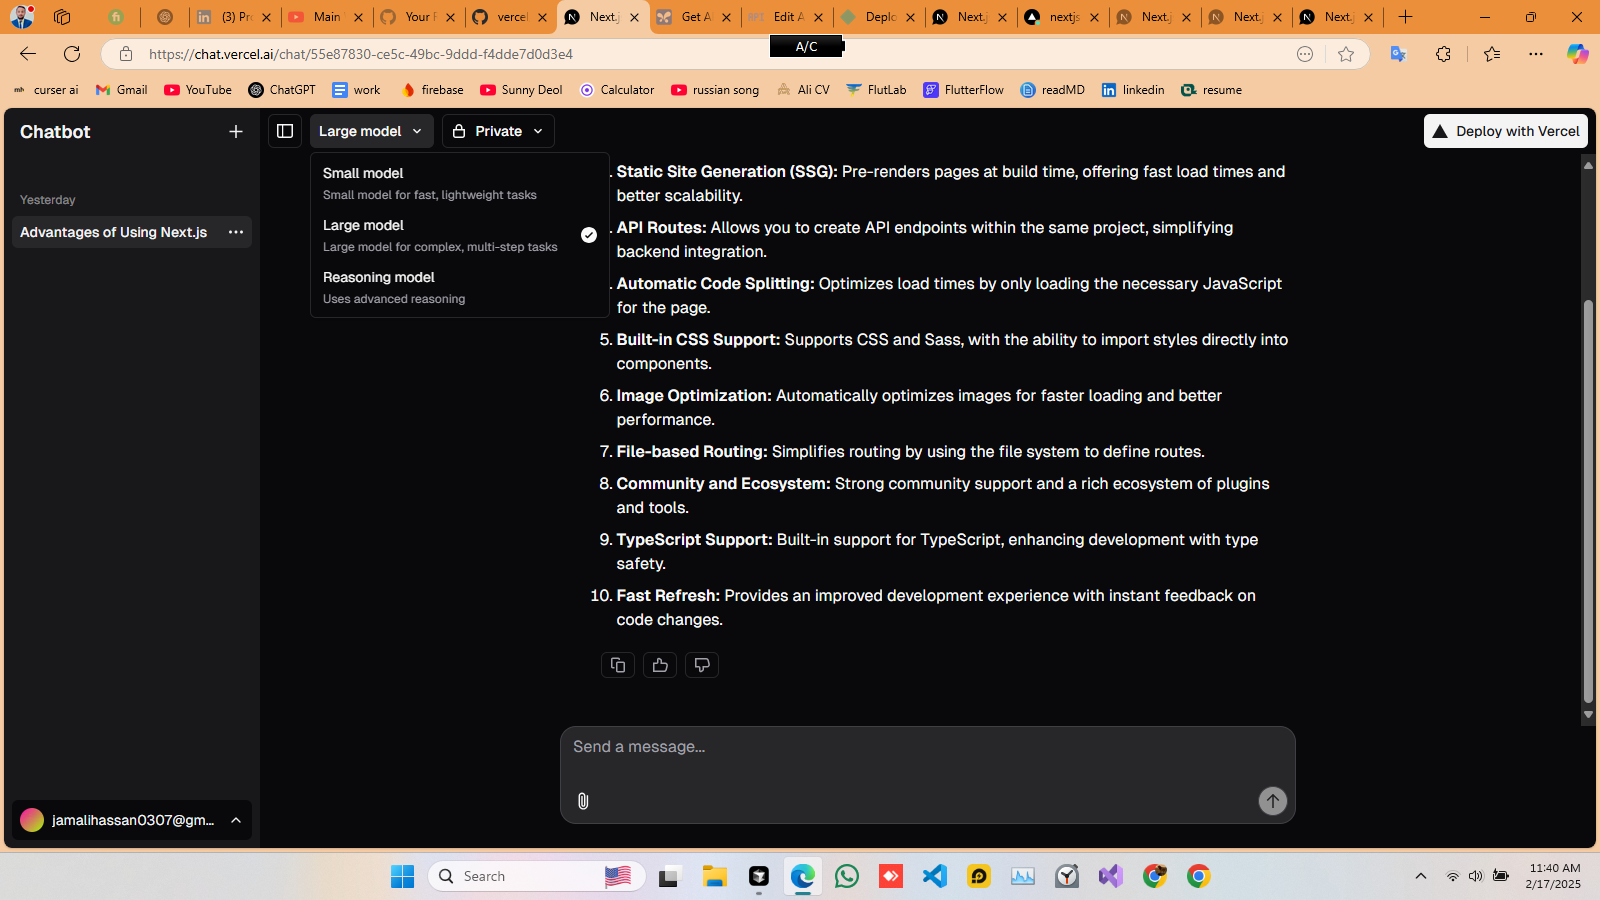 (3) Pro
Main
Your F
vercel
Next.j
Get A
Edit A
Deplo
Next.j
nextjs
Next.j
Next.j
Next.j
https://chat.vercel.ai/chat/55e87830-ce5c-49bc-9ddd-f4dde7d0d3e4
A/C
curser ai
Gmail
YouTube
ChatGPT
work
firebase
Sunny Deol
Calculator
russian song
Ali CV
FlutLab
FlutterFlow
readMD
linkedin
resume
Chatbot
Large model
Private
Deploy with Vercel
Yesterday
Advantages of Using Next.js
Small model
Small model for fast, lightweight tasks
Large model
Large model for complex, multi-step tasks
Reasoning model
Uses advanced reasoning
. Static Site Generation (SSG): Pre-renders pages at build time, offering fast load times and
better scalability.
. API Routes: Allows you to create API endpoints within the same project, simplifying
backend integration.
. Automatic Code Splitting: Optimizes load times by only loading the necessary JavaScript
for the page.
5. Built-in CSS Support: Supports CSS and Sass, with the ability to import styles directly into
components.
6. Image Optimization: Automatically optimizes images for faster loading and better
performance.
7. File-based Routing: Simplifies routing by using the file system to define routes.
8. Community and Ecosystem: Strong community support and a rich ecosystem of plugins
and tools.
9. TypeScript Support: Built-in support for TypeScript, enhancing development with type
safety.
10. Fast Refresh: Provides an improved development experience with instant feedback on
code changes.
Send a message...
jamalihassan0307@gm...
Search
11:40 AM
2/17/2025